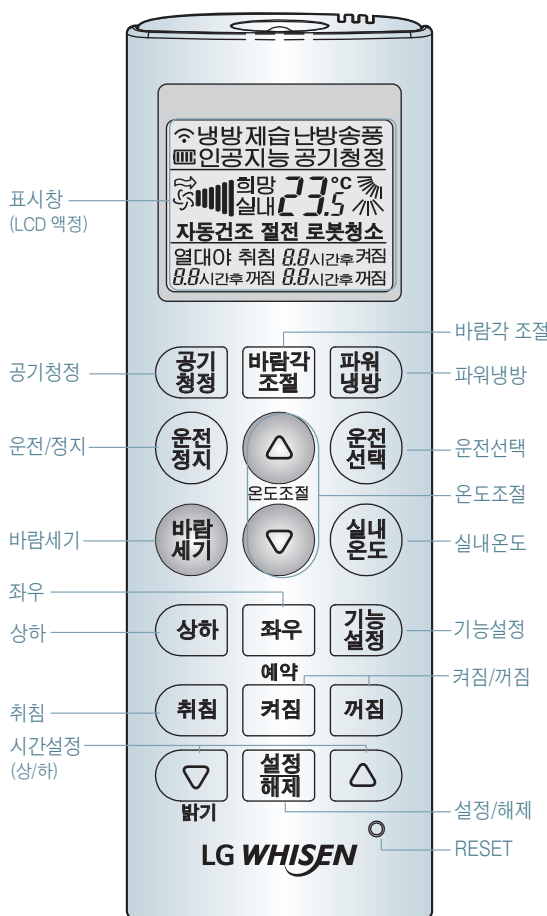 냉방 제습 난방 송풍
인공지능 공기청정
희망
실내
23.5°C
자동건조 절전 로봇청소
열대야 취침 8.8시간후 켜짐
8.8시간후 꺼짐 8.8시간후 꺼짐
표시창
(LCD 액정)
바람각 조절
공기청정
공기
청정
바람각
조절
파워
냉방
파워냉방
운전/정지
운전
정지
운전
선택
운전선택
온도조절
온도조절
바람세기
바람
세기
실내
온도
실내온도
좌우
상하
상하
좌우
기능
설정
기능설정
예약
켜짐/꺼짐
취침
취침
켜짐
꺼짐
시간설정
(상/하)
설정
해제
밝기
설정/해제
RESET
LG WHISEN